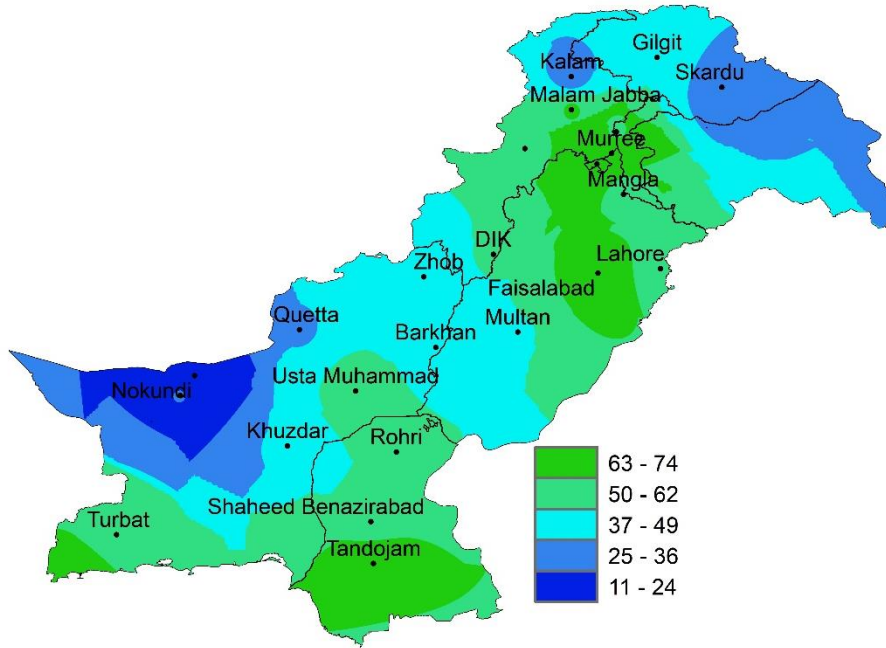 Gilgit
Kalam
Skardu
Malam Jabba
Murree
Mangla
DIK
Lahore
Zhob
Faisalabad
Quetta
Multan
Barkhan
Nokundi
Usta Muhammad
Khuzdar
Rohri
Shaheed Benazirabad
Turbat
Tandojam
63 - 74
50 - 62
37 - 49
25 - 36
11 - 24